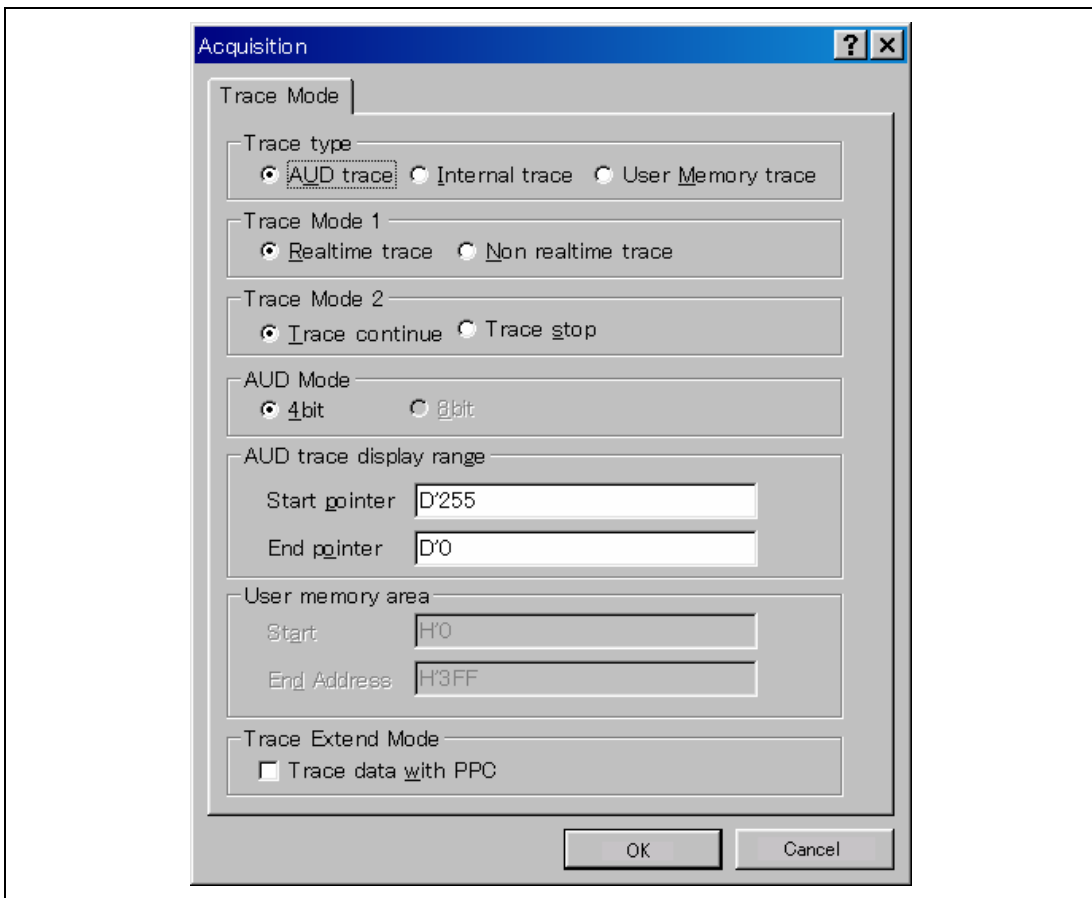 Acquisition
Trace Mode
Trace type
AUD trace Internal trace User Memory trace
Trace Mode 1
Realtime trace Non realtime trace
Trace Mode 2
Trace continue Trace stop
AUD Mode
4bit 8bit
AUD trace display range
Start pointer D'255
End pointer D'0
User memory area
Start H'0
End Address H'3FF
Trace Extend Mode
Trace data with PPC
OK Cancel